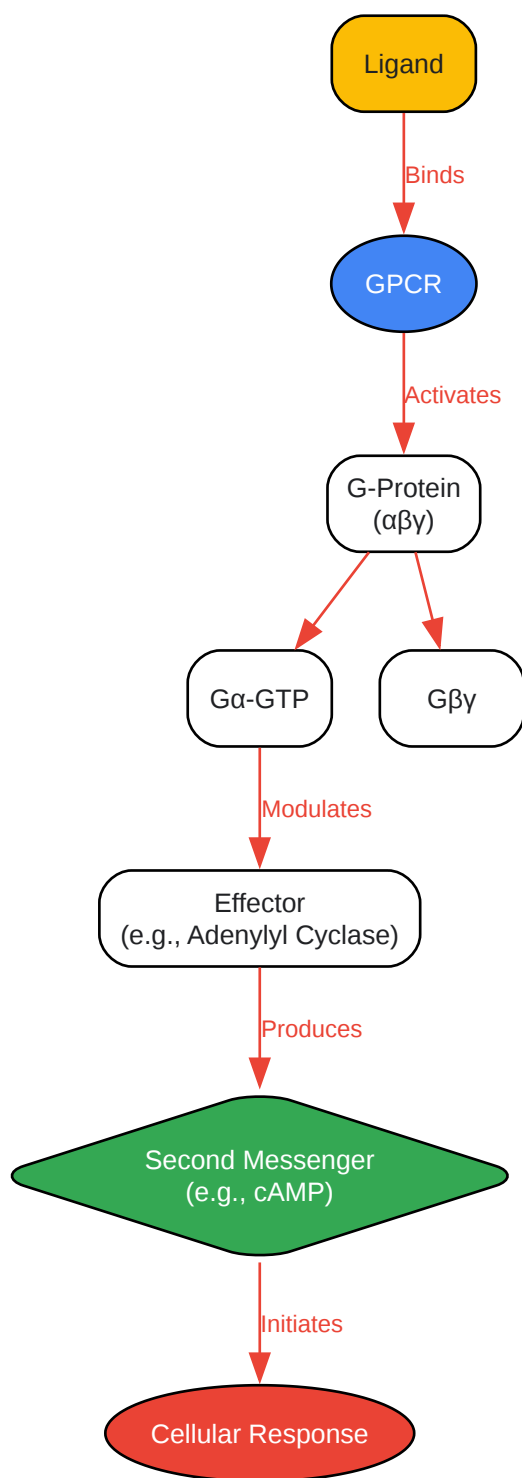 Ligand
Binds
GPCR
Activates
G-Protein
(αβγ)
Gα-GTP
Gβγ
Modulates
Effector
(e.g., Adenylyl Cyclase)
Produces
Second Messenger
(e.g., cAMP)
Initiates
Cellular Response